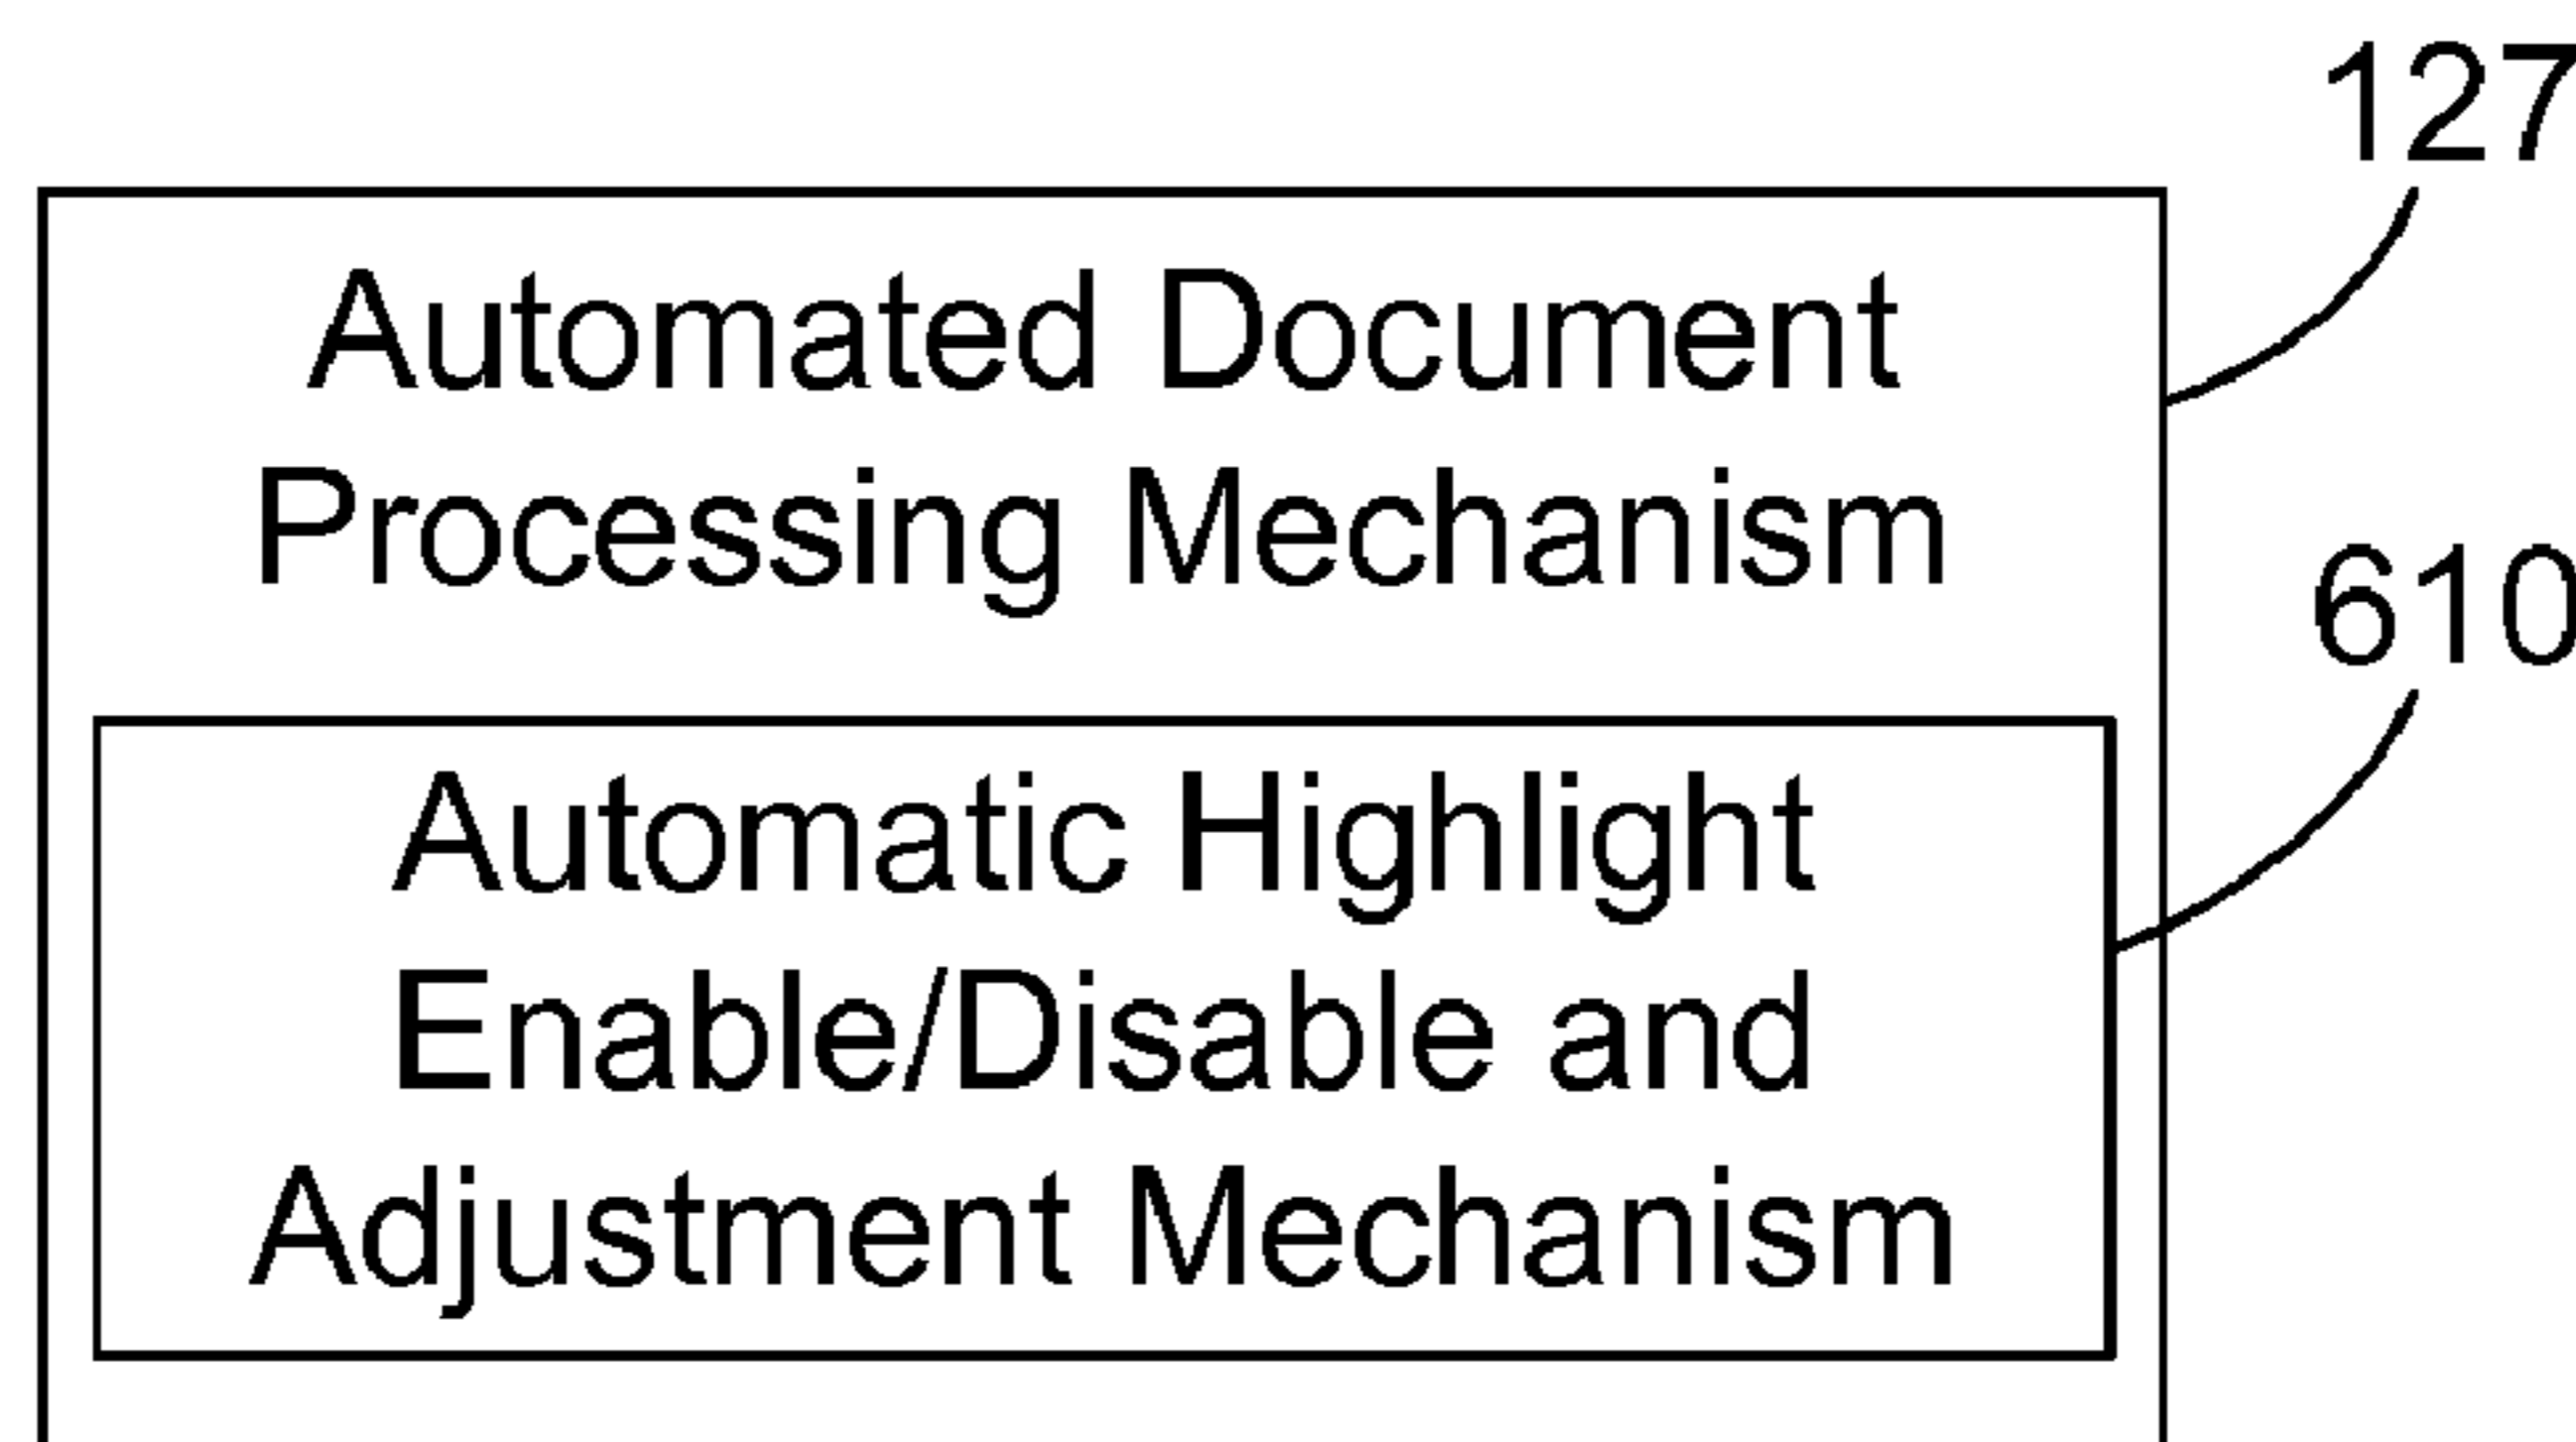 127
Automated Document
Processing Mechanism
610
Automatic Highlight
Enable/Disable and
Adjustment Mechanism